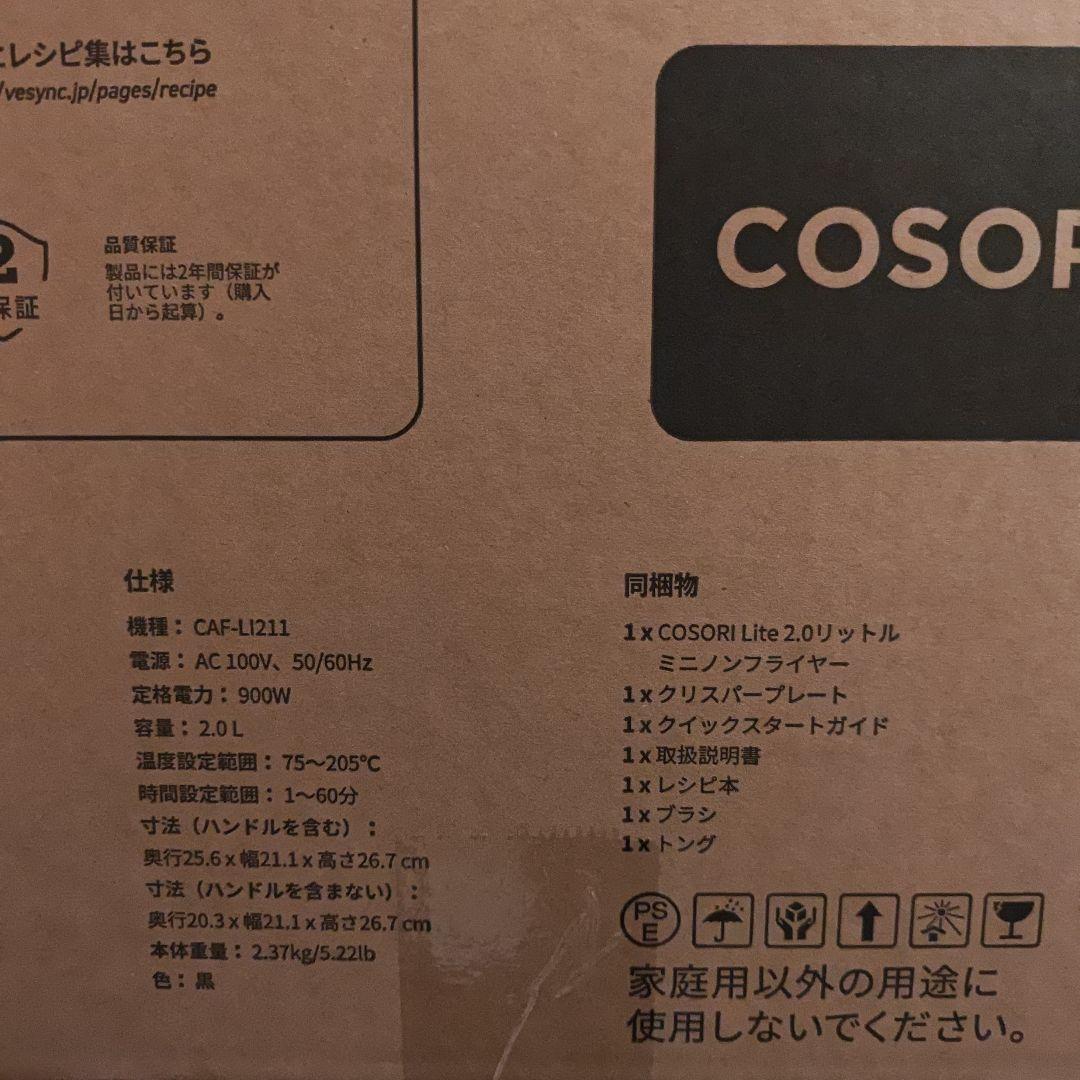 レシピ集はこちら
/vesync.jp/pages/recipe
2
保証
品質保証
製品には2年間保証が
付いています（購入
日から起算）。
COSORI
仕様
機種：CAF-LI211
電源：AC 100V、50/60Hz
定格電力：900W
容量：2.0 L
温度設定範囲：75～205℃
時間設定範囲：1～60分
寸法（ハンドルを含む）：
奥行25.6 x 幅21.1 x 高さ26.7 cm
寸法（ハンドルを含まない）：
奥行20.3 x 幅21.1 x 高さ26.7 cm
本体重量：2.37kg/5.22lb
色：黒
同梱物
1 x COSORI Lite 2.0リットル
ミニノンフライヤー
1 x クリスパープレート
1 x クイックスタートガイド
1 x 取扱説明書
1 x レシピ本
1 x ブラシ
1 x トング
PS
E
家庭用以外の用途に
使用しないでください。